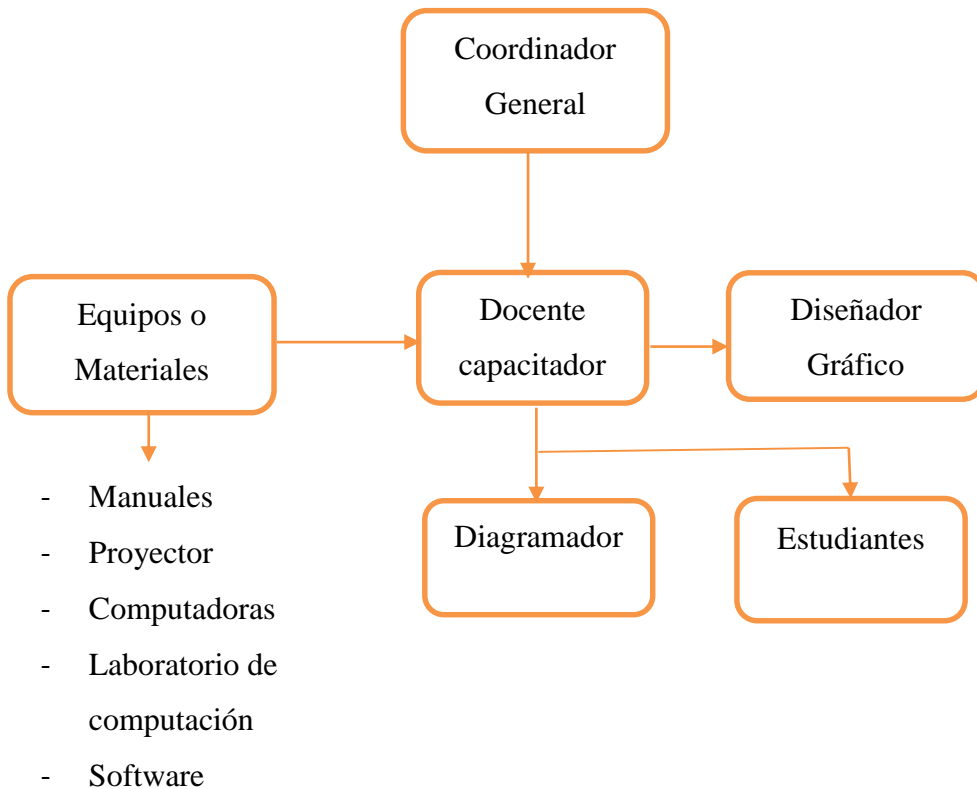 Coordinador
General
Equipos o
Materiales
Docente
capacitador
Diseñador
Gráfico
Diagramador
Estudiantes
- Manuales
- Proyector
- Computadoras
- Laboratorio de
computación
- Software